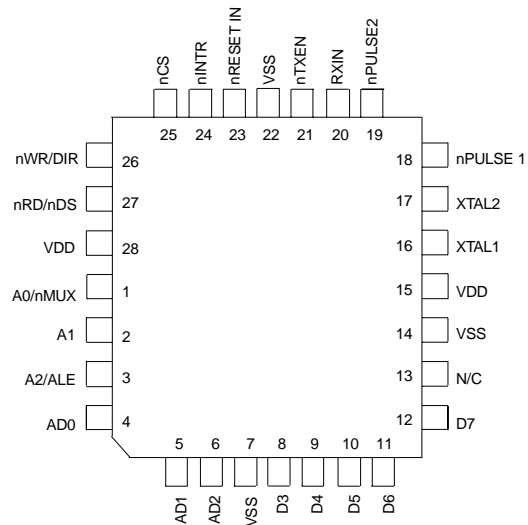 nCS
nINTR
nRESET IN
VSS
nTXEN
RXIN
nPULSE2
25 24 23 22 21 20 19
nWR/DIR 26 18 nPULSE 1
nRD/nDS 27 17 XTAL2
VDD 28 16 XTAL1
A0/nMUX 1 15 VDD
A1 2 14 VSS
A2/ALE 3 13 N/C
AD0 4 12 D7
5 6 7 8 9 10 11
AD1
AD2
VSS
D3
D4
D5
D6